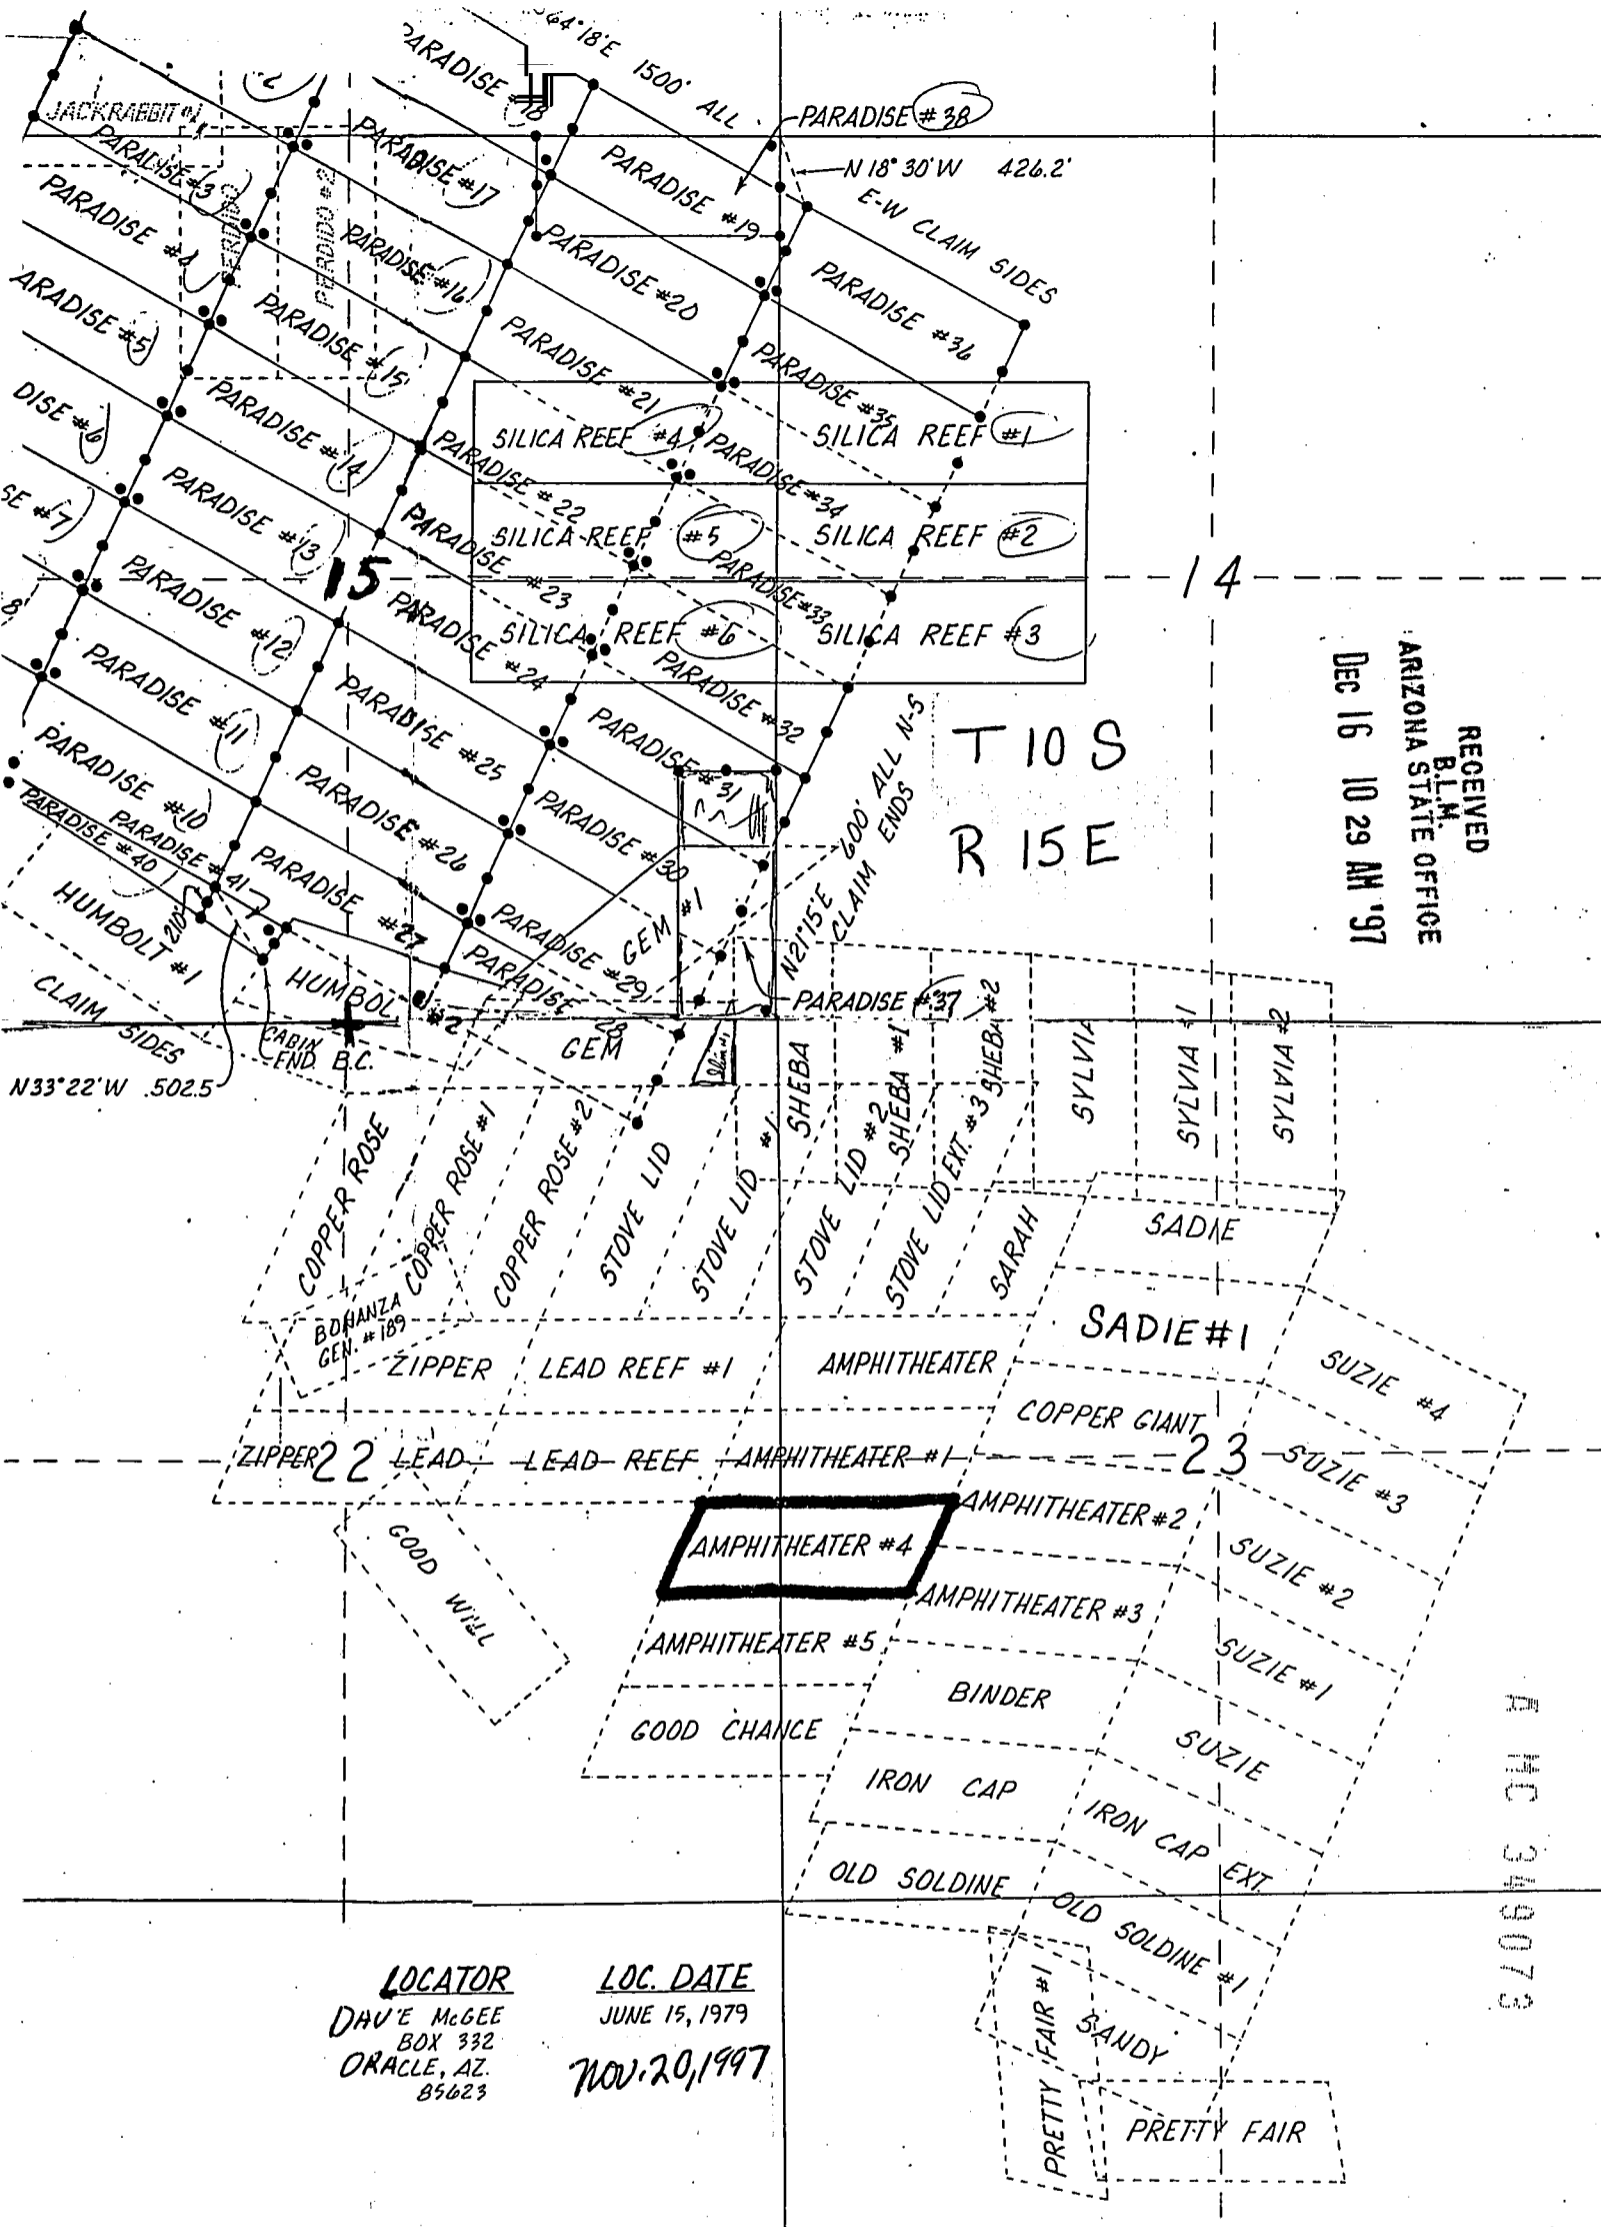 64°18'E 1500' ALL
E-W CLAIM SIDES
PARADISE #18
PARADISE #38
N 18° 30' W 426.2'
JACKRABBIT
PARADISE #3
PARADISE #17
PARADISE #19
PARADISE #4
PERDIDO #2
PARADISE #16
PARADISE #20
PARADISE #36
ARADISE #5
PARADISE #15
PARADISE #21
PARADISE #35
DISE #6
PARADISE #14
SILICA REEF #4
SILICA REEF #1
PARADISE #22
PARADISE #34
SE #7
PARADISE #13
SILICA REEF #5
SILICA REEF #2
PARADISE #23
PARADISE #33
15
14
8
PARADISE #12
PARADISE #24
SILICA REEF #6
SILICA REEF #3
PARADISE #11
PARADISE #25
PARADISE #32
PARADISE #31
T 10 S
R 15 E
RECEIVED
B.L.M.
ARIZONA STATE OFFICE
DEC 16 10 29 AM '97
PARADISE #10
PARADISE #26
PARADISE #30
PARADISE #40
PARADISE #41
PARADISE #27
PARADISE #29
PARADISE 28
GEM #1
N21°15'E 600' ALL N-S
CLAIM ENDS
HUMBOLT #1
210'
HUMBOL #2
CLAIM SIDES
CABIN
END B.C.
N33°22'W .502.5
GEM
PARADISE #37
SHEBA
SHEBA #1
SHEBA #2
SYLVIA
SYLVIA #1
SYLVIA #2
COPPER ROSE
COPPER ROSE #1
COPPER ROSE #2
STOVE LID
STOVE LID #1
STOVE LID #2
STOVE LID EXT. #3
SARAH
SADIE
BONANZA
GEN. #189
ZIPPER
LEAD REEF #1
AMPHITHEATER
SADIE #1
SUZIE #4
COPPER GIANT
ZIPPER LEAD
22
LEAD REEF
AMPHITHEATER #1
23
SUZIE #3
AMPHITHEATER #2
AMPHITHEATER #4
SUZIE #2
GOOD WILL
AMPHITHEATER #3
AMPHITHEATER #5
SUZIE #1
BINDER
GOOD CHANCE
SUZIE
IRON CAP
IRON CAP EXT.
OLD SOLDINE
OLD SOLDINE #1
A MC 349073
PRETTY FAIR #1
SANDY
PRETTY FAIR
LOCATOR
DAVE McGEE
BOX 332
ORACLE, AZ.
85623
LOC. DATE
JUNE 15, 1979
NOV. 20, 1997